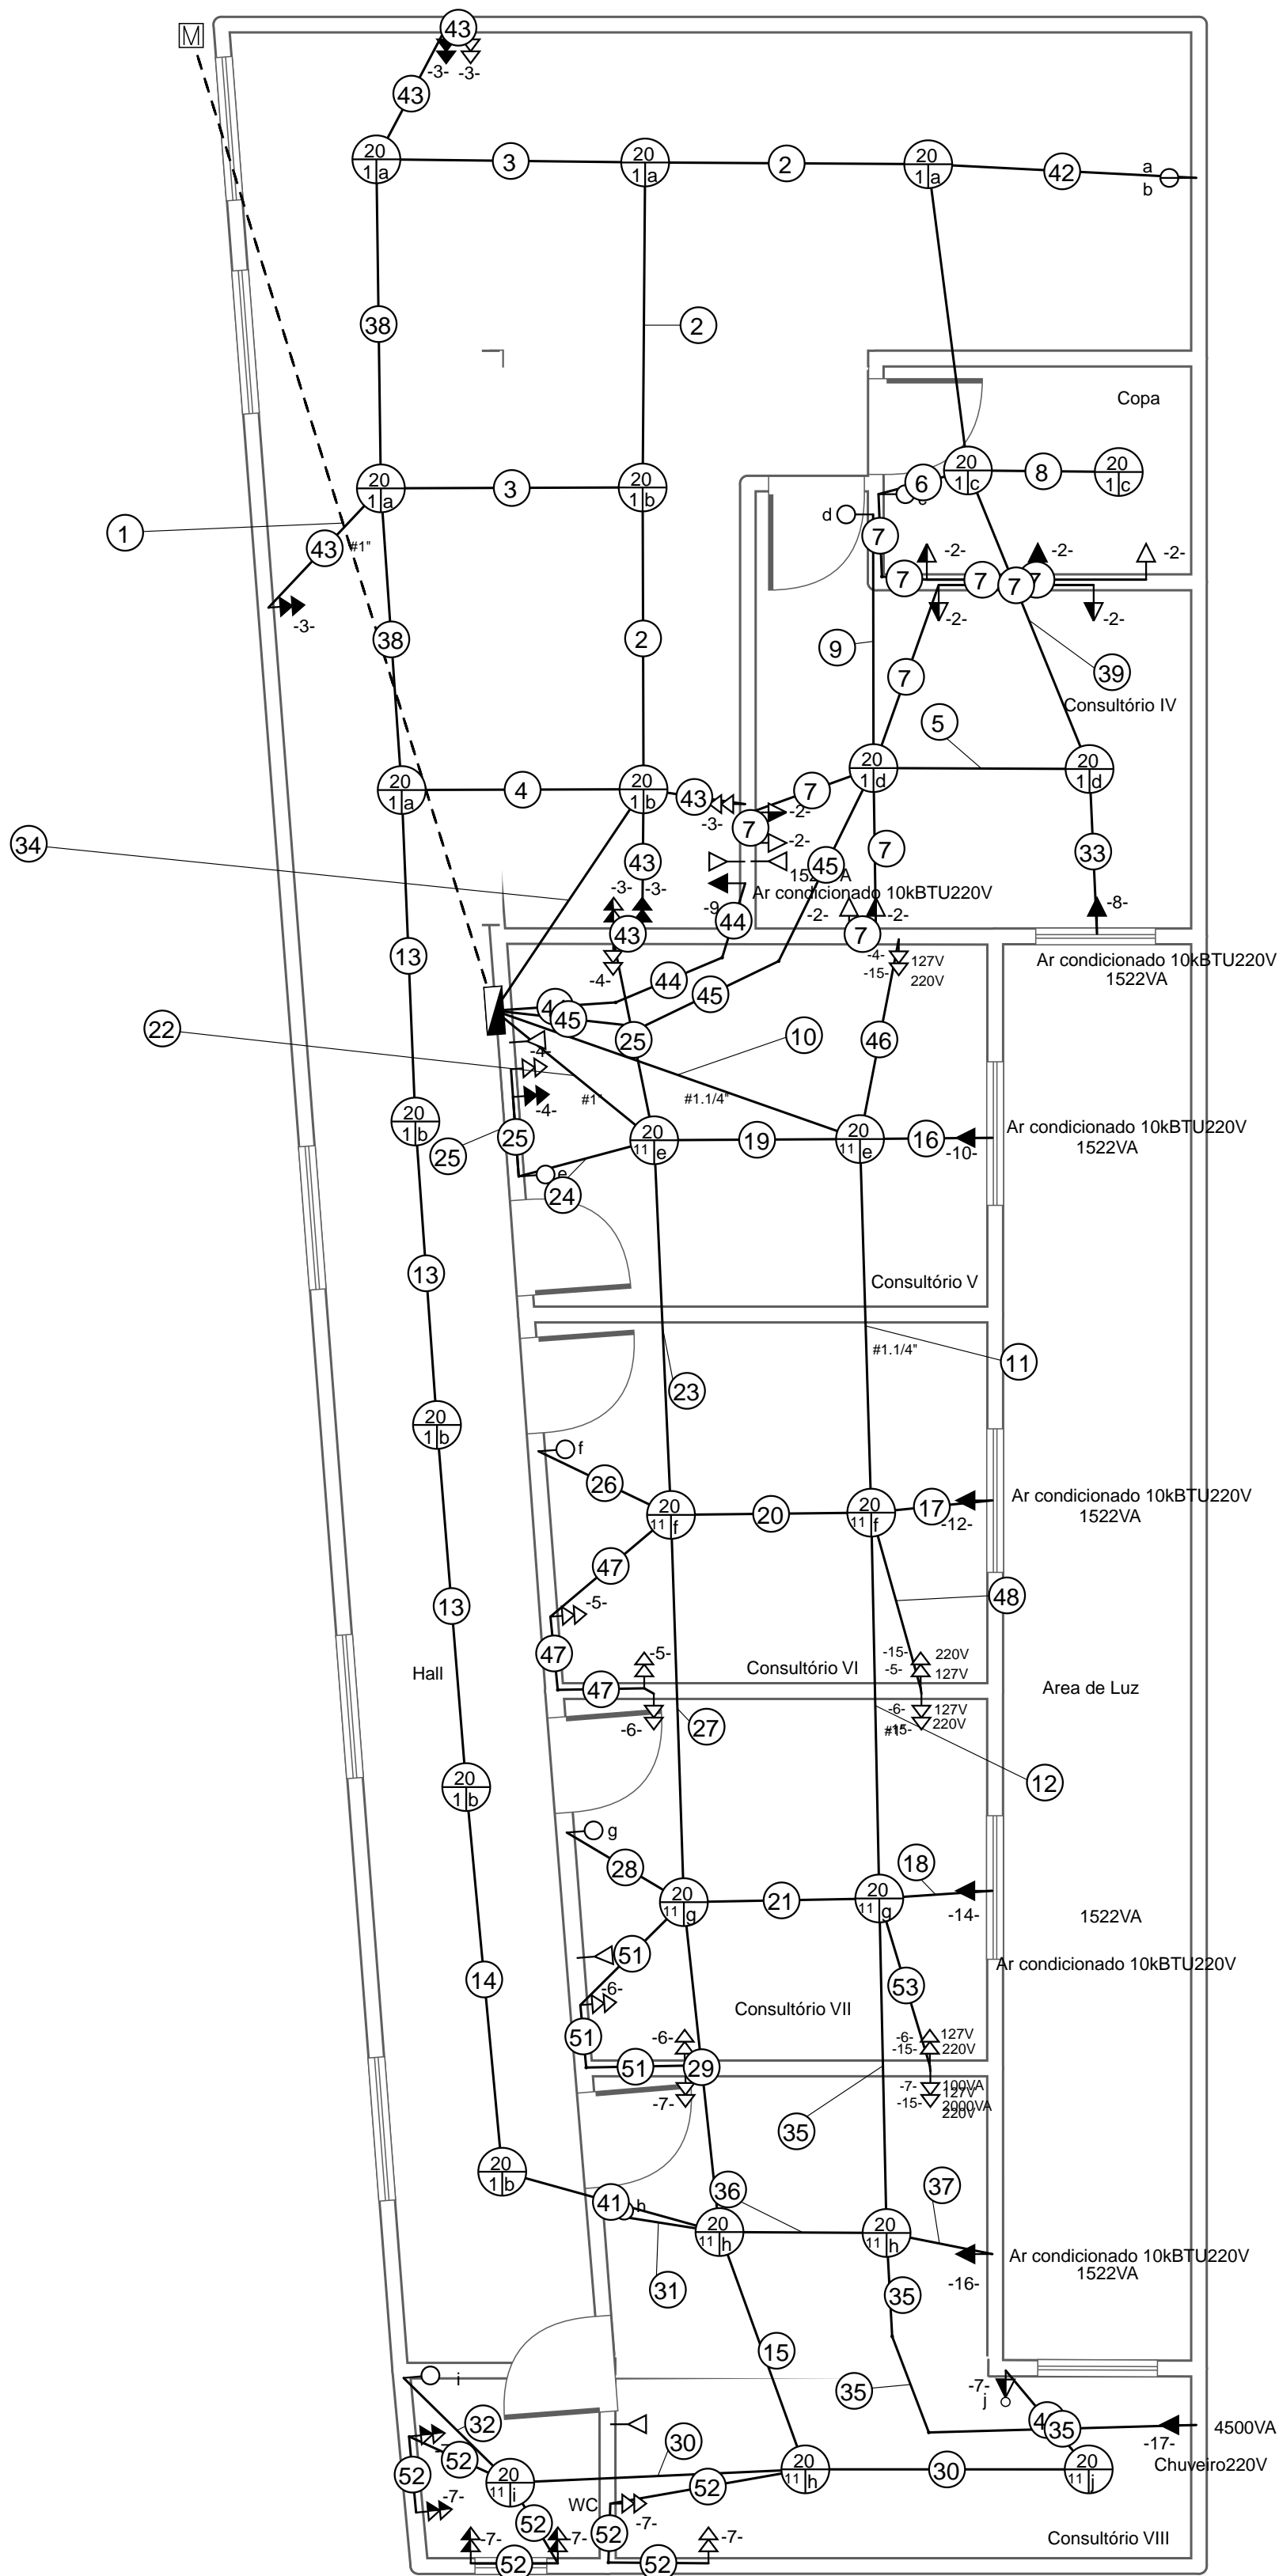 M
43
-3- -3-
43
20
1 a
3
20
1 a
2
20
1 a
42
a
b
38
2
Copa
20
1 a
3
20
1 b
6
20
1 c
8
20
1 c
d
1
43
#1"
7
-3-
7
-2-
7
7
-2-
7
-2-
-2-
-2-
38
2
9
7
39
Consultório IV
5
20
1 a
4
20
1 b
43
-3-
7
20
1 d
20
1 d
7
-2-
-2-
34
43
45
7
33
Ar condicionado 10kBTU220V
-3- -3-
44
-2- -2-
-8-
43
7
13
-4-
44
45
-4-
-15-
127V
220V
Ar condicionado 10kBTU220V
1522VA
45
22
25
10
46
-4-
#1"
#1.1/4"
-4-
20
1 b
25
25
20
11 e
19
20
11 e
16
-10-
Ar condicionado 10kBTU220V
1522VA
e
24
13
Consultório V
#1.1/4"
11
23
20
1 b
f
26
20
11 f
20
20
11 f
17
-12-
Ar condicionado 10kBTU220V
1522VA
47
48
13
-5-
47
-5-
-15-
-5-
220V
127V
Hall
Consultório VI
47
Area de Luz
-6-
27
-6-
-15-
127V
220V
12
20
1 b
g
28
18
20
11 g
21
20
11 g
-14-
1522VA
51
Ar condicionado 10kBTU220V
14
-6-
53
Consultório VII
51
-6-
-6-
-15-
127V
220V
51
29
-7-
-7-
-15-
100VA
127V
2000VA
220V
35
20
1 b
41
h
36
37
20
11 h
20
11 h
Ar condicionado 10kBTU220V
1522VA
-16-
31
35
15
i
35
-7-
j
32
35
4500VA
-17-
30
52
20
11 i
20
11 h
30
20
11 j
Chuveiro220V
52
-7-
52
WC
52
-7-
52
-7-
-7-
52
52
-7-
Consultório VIII